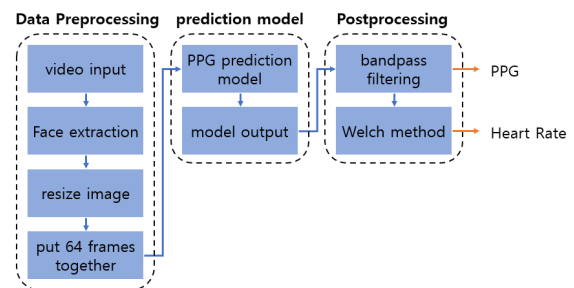 Data Preprocessing
video input
Face extraction
resize image
put 64 frames
together
prediction model
PPG prediction
model
model output
Postprocessing
bandpass
filtering
Welch method
PPG
Heart Rate